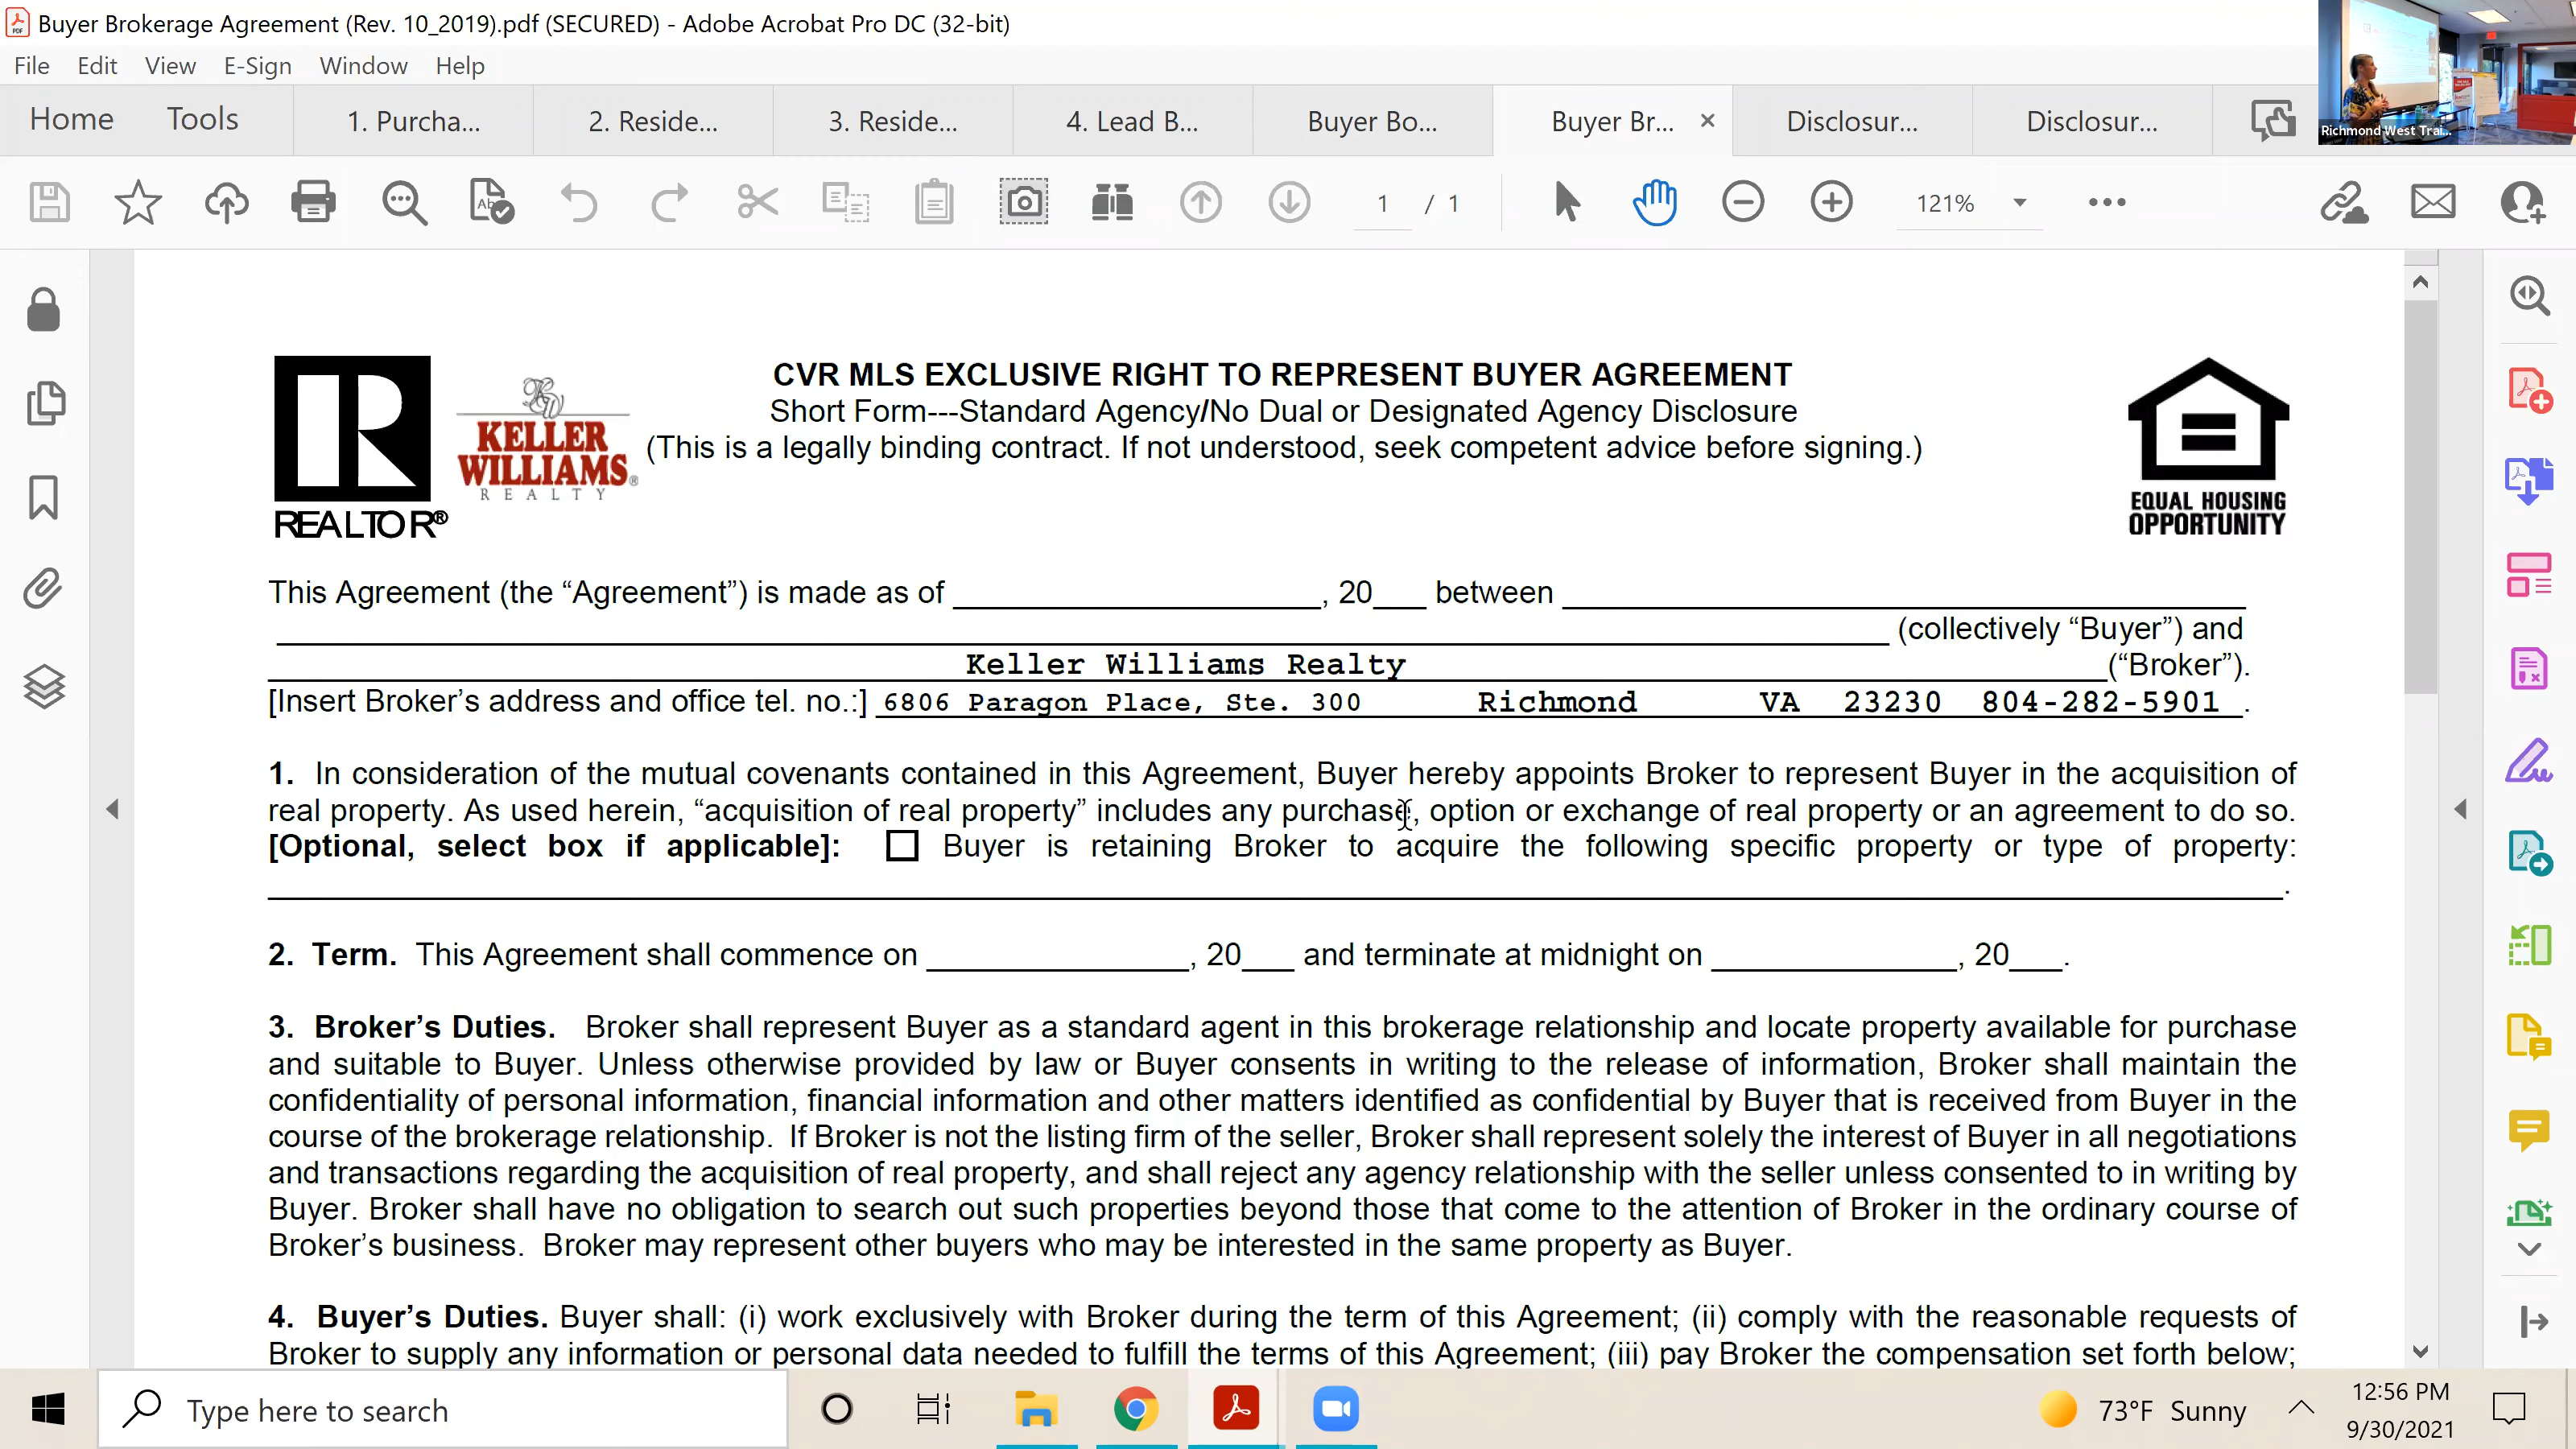 Buyer Brokerage Agreement (Rev. 10_2019).pdf (SECURED) - Adobe Acrobat Pro DC (32-bit)
File Edit View E-Sign Window Help
Home Tools 1. Purcha... 2. Reside... 3. Reside... 4. Lead B... Buyer Bo... Buyer Br... × Disclosur... Disclosur...
Richmond West Trai...
1 / 1 121%
CVR MLS EXCLUSIVE RIGHT TO REPRESENT BUYER AGREEMENT
Short Form---Standard Agency/No Dual or Designated Agency Disclosure
(This is a legally binding contract. If not understood, seek competent advice before signing.)
REALTOR®
KELLER
WILLIAMS®
REALTY
EQUAL HOUSING
OPPORTUNITY
This Agreement (the “Agreement”) is made as of ____________________, 20___ between ____________________
____________________ (collectively “Buyer”) and
Keller Williams Realty (“Broker”).
[Insert Broker’s address and office tel. no.:] 6806 Paragon Place, Ste. 300 Richmond VA 23230 804-282-5901.
1. In consideration of the mutual covenants contained in this Agreement, Buyer hereby appoints Broker to represent Buyer in the acquisition of
real property. As used herein, “acquisition of real property” includes any purchase, option or exchange of real property or an agreement to do so.
[Optional, select box if applicable]: ☐ Buyer is retaining Broker to acquire the following specific property or type of property:
____________________.
2. Term. This Agreement shall commence on _______________, 20___ and terminate at midnight on ______________, 20___.
3. Broker’s Duties. Broker shall represent Buyer as a standard agent in this brokerage relationship and locate property available for purchase
and suitable to Buyer. Unless otherwise provided by law or Buyer consents in writing to the release of information, Broker shall maintain the
confidentiality of personal information, financial information and other matters identified as confidential by Buyer that is received from Buyer in the
course of the brokerage relationship. If Broker is not the listing firm of the seller, Broker shall represent solely the interest of Buyer in all negotiations
and transactions regarding the acquisition of real property, and shall reject any agency relationship with the seller unless consented to in writing by
Buyer. Broker shall have no obligation to search out such properties beyond those that come to the attention of Broker in the ordinary course of
Broker’s business. Broker may represent other buyers who may be interested in the same property as Buyer.
4. Buyer’s Duties. Buyer shall: (i) work exclusively with Broker during the term of this Agreement; (ii) comply with the reasonable requests of
Broker to supply any information or personal data needed to fulfill the terms of this Agreement; (iii) pay Broker the compensation set forth below;
Type here to search
73°F Sunny
12:56 PM
9/30/2021